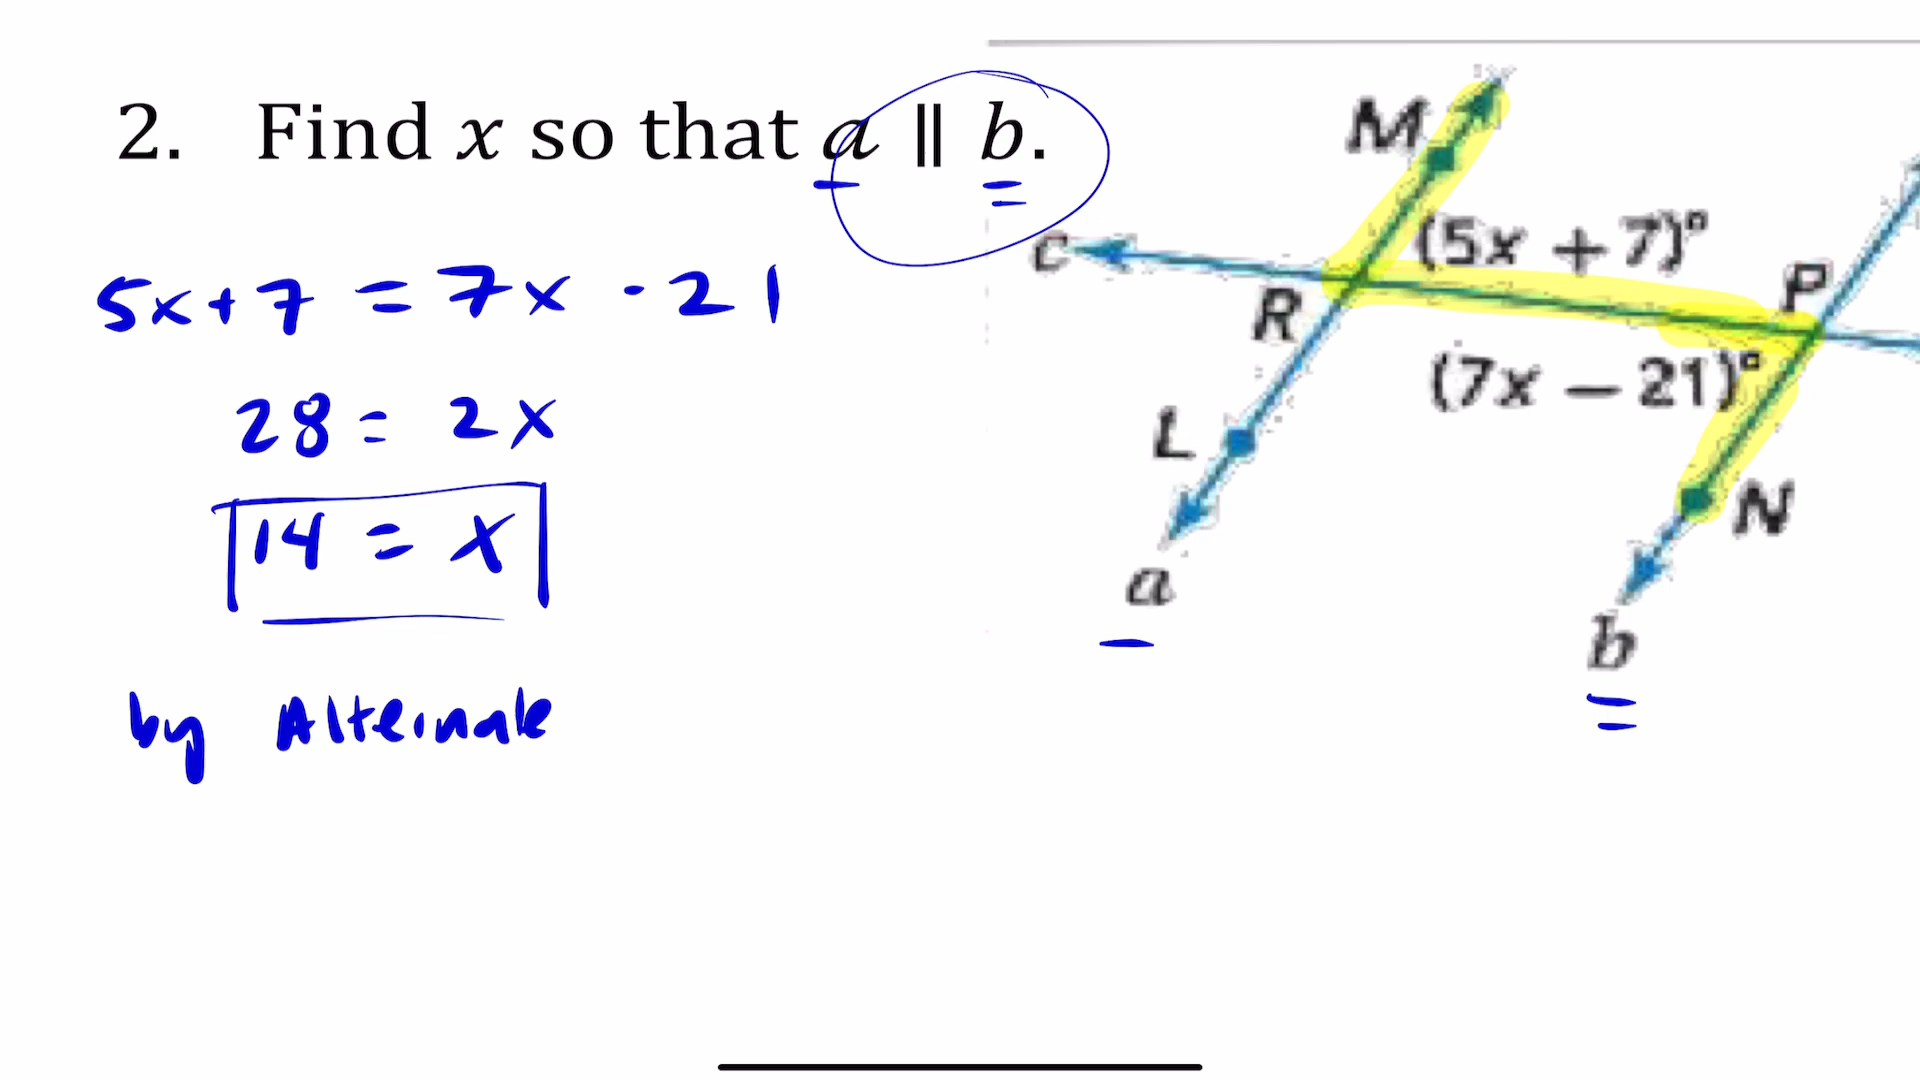 2. Find x so that a ∥ b.
5x+7 = 7x - 21
28 = 2x
14 = x
by Alternate
M
(5x + 7)°
c
R
P
(7x − 21)°
L
N
a
b